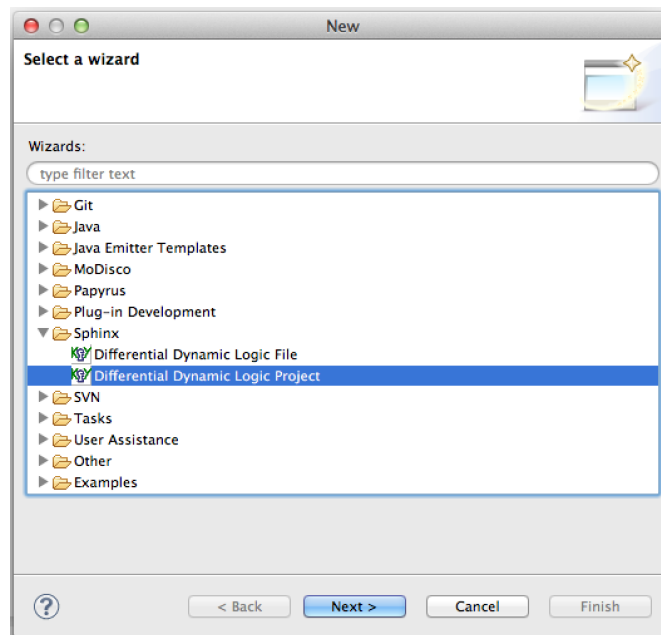 New
Select a wizard
Wizards:
type filter text
Git
Java
Java Emitter Templates
MoDisco
Papyrus
Plug-in Development
Sphinx
Differential Dynamic Logic File
Differential Dynamic Logic Project
SVN
Tasks
User Assistance
Other
Examples
?
< Back
Next >
Cancel
Finish